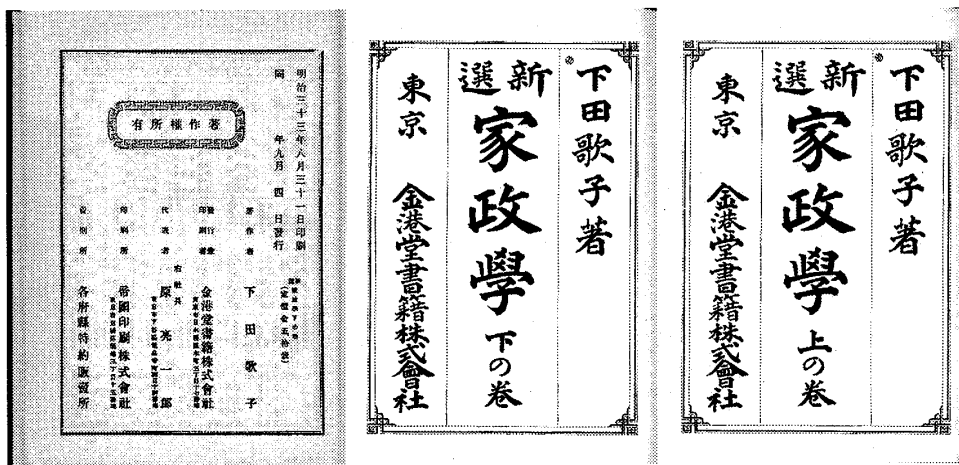 下田歌子著
新選
家政學上の巻
東京 金港堂書籍株式會社
下田歌子著
新選
家政學下の巻
東京 金港堂書籍株式會社
明治三十三年八月三十一日印刷
同 年九月四日發行
著作權所有
著作者 下田歌子
金港堂書籍株式會社
代表者 右社長 原亮一郎
印刷所 帝國印刷株式會社
各府縣特約販賣所